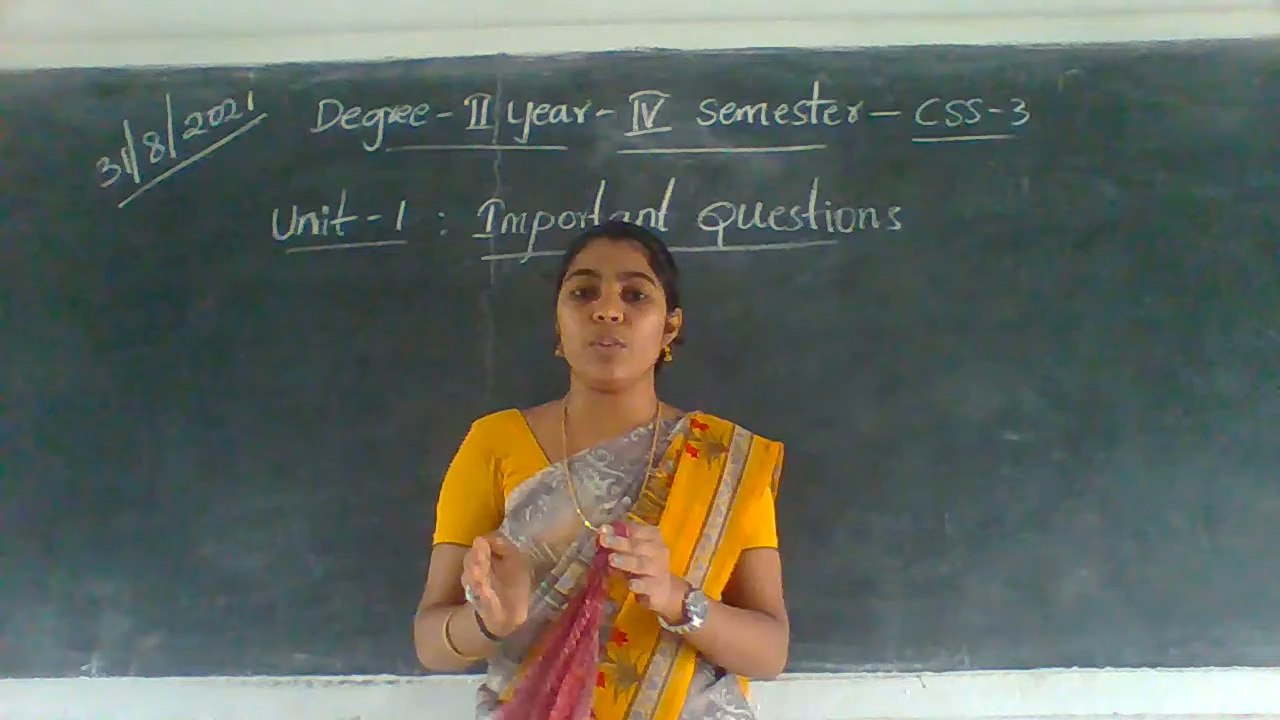 31/8/2021
Degree - II year - IV Semester - CSS-3
Unit - 1 : Important Questions